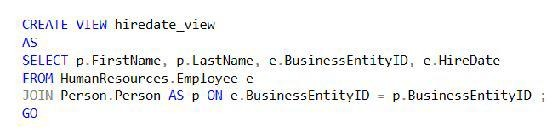 CREATE VIEW hiredate_view
AS
SELECT p.FirstName, p.LastName, e.BusinessEntityID, e.HireDate
FROM HumanResources.Employee e
JOIN Person.Person AS p ON e.BusinessEntityID = p.BusinessEntityID ;
GO